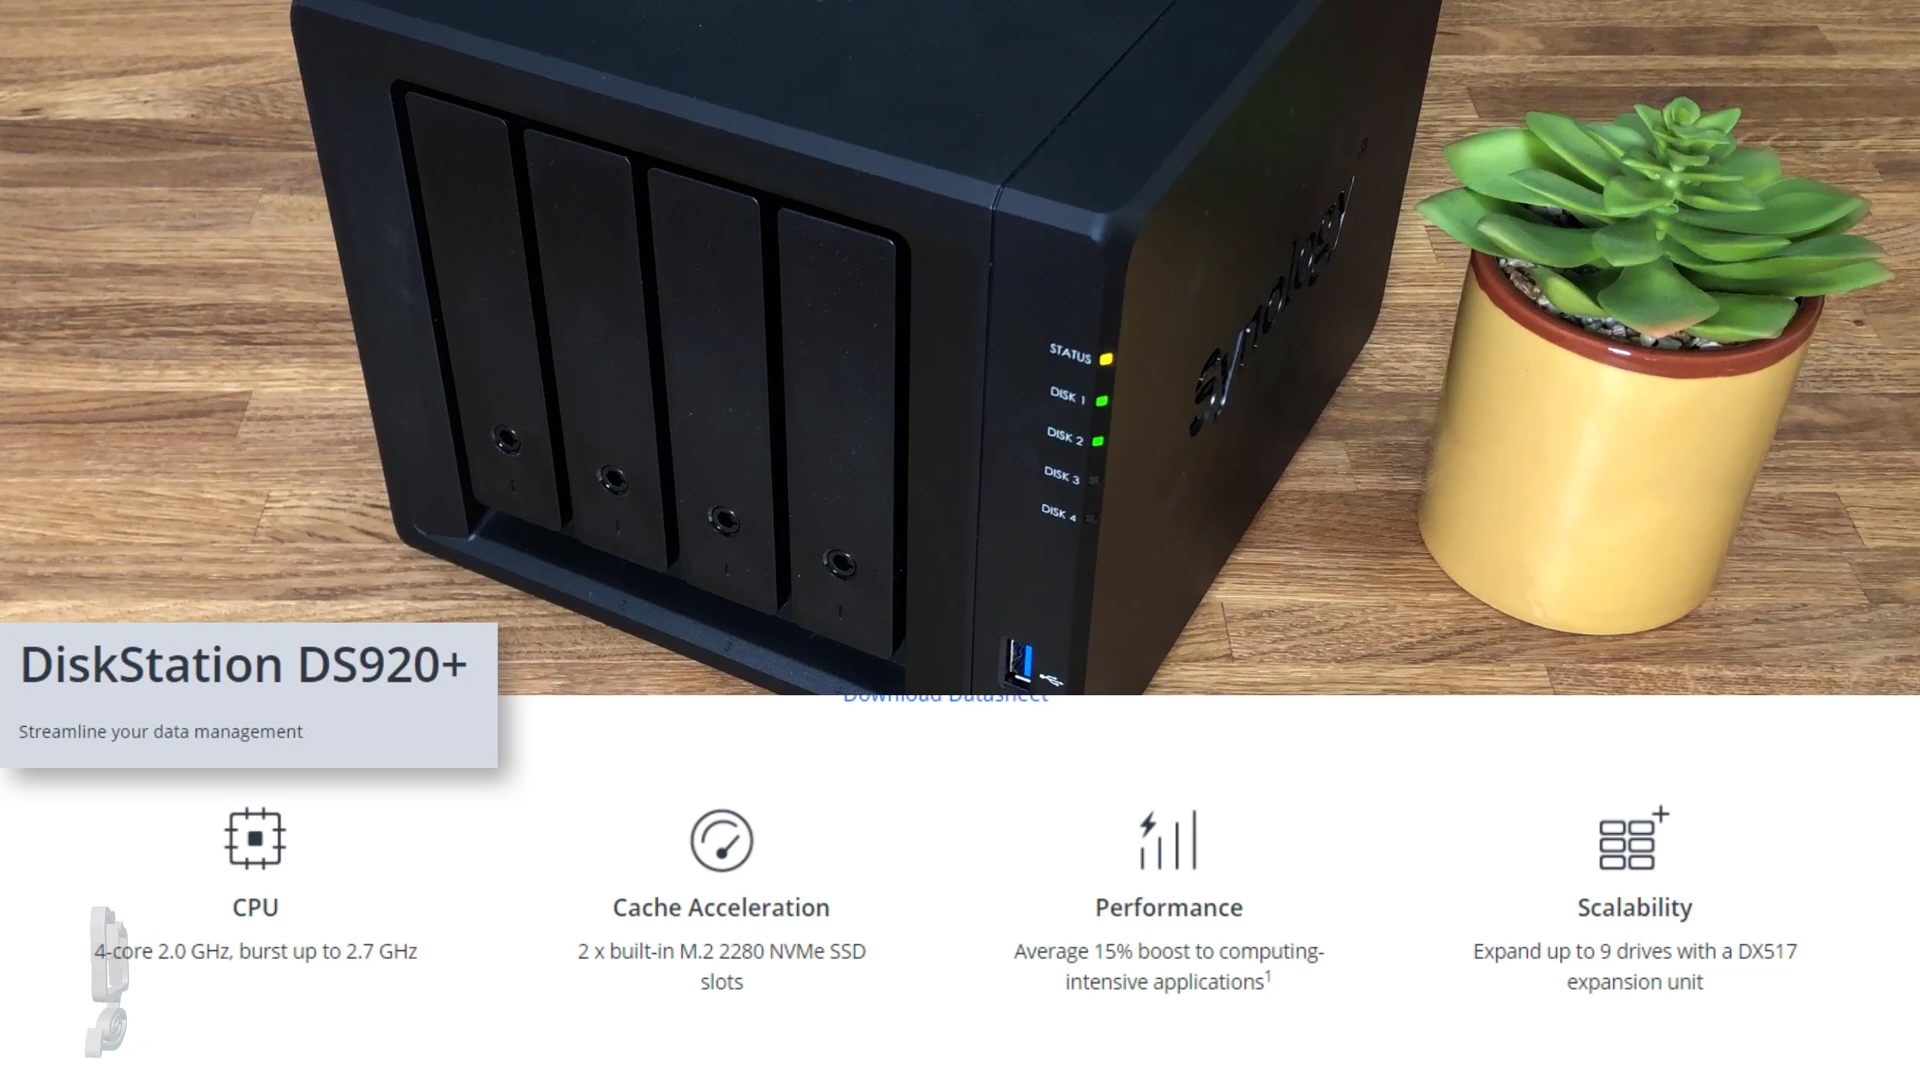 STATUS
DISK 1
DISK 2
DISK 3
DISK 4
Synology
DiskStation DS920+
Streamline your data management
Download Datasheet
CPU
4-core 2.0 GHz, burst up to 2.7 GHz
Cache Acceleration
2 x built-in M.2 2280 NVMe SSD
slots
Performance
Average 15% boost to computing-
intensive applications¹
Scalability
Expand up to 9 drives with a DX517
expansion unit